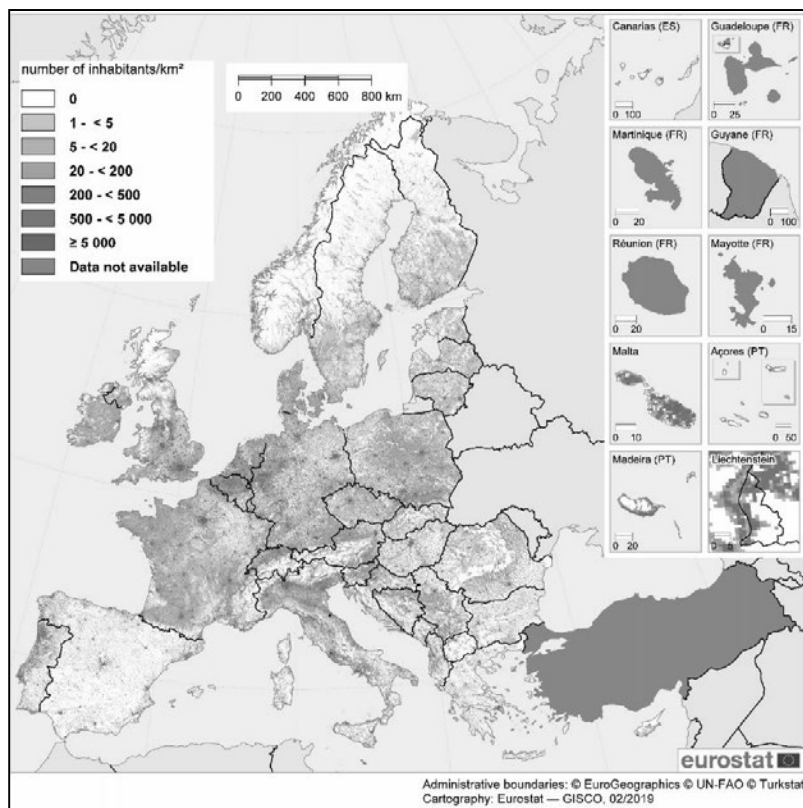 number of inhabitants/km²
0
1 - < 5
5 - < 20
20 - < 200
200 - < 500
500 - < 5 000
≥ 5 000
Data not available
0 200 400 600 800 km
Canarias (ES)
0 100
Guadeloupe (FR)
0 25
Martinique (FR)
0 20
Guyane (FR)
0 100
Réunion (FR)
0 20
Mayotte (FR)
0 15
Malta
0 10
Açores (PT)
0 50
Madeira (PT)
0 20
Liechtenstein
eurostat
Administrative boundaries: © EuroGeographics © UN-FAO © Turkstat
Cartography: Eurostat — GISCO, 02/2019